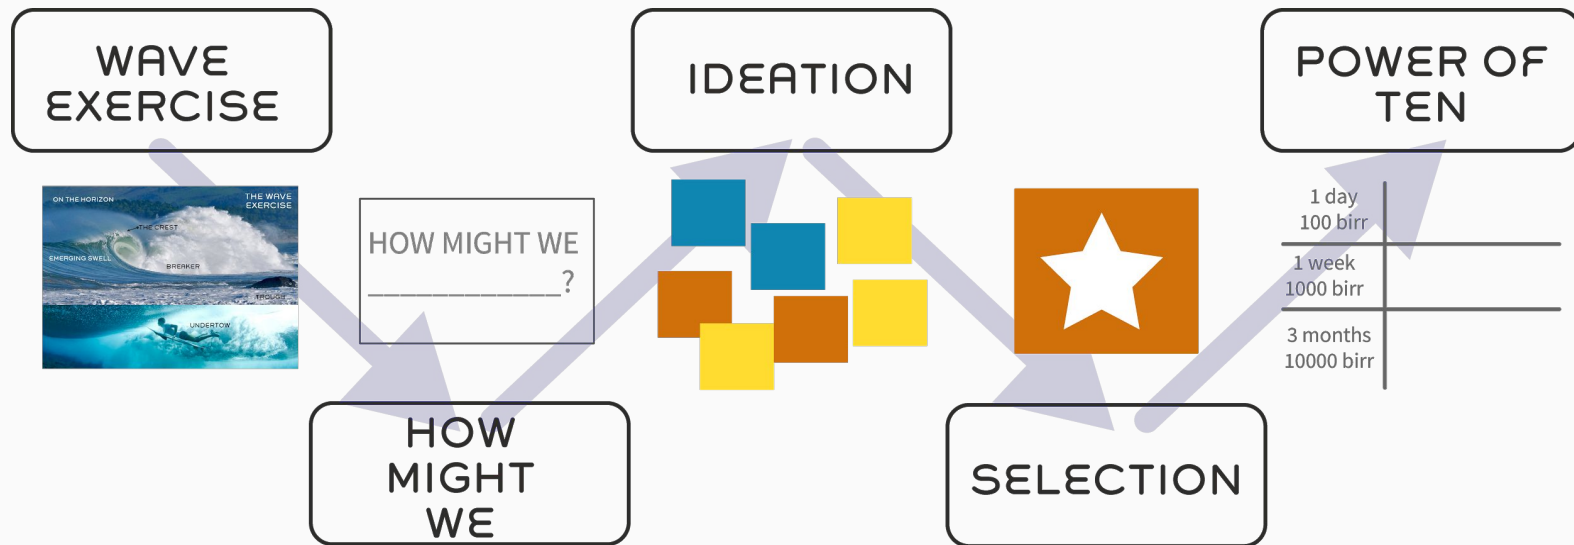 WAVE
EXERCISE
ON THE HORIZON
THE WAVE
EXERCISE
THE CREST
EMERGING SWELL
BREAKER
TROUGH
UNDERTOW
HOW MIGHT WE
________________?
HOW
MIGHT
WE
IDEATION
SELECTION
POWER OF
TEN
1 day
100 birr
1 week
1000 birr
3 months
10000 birr